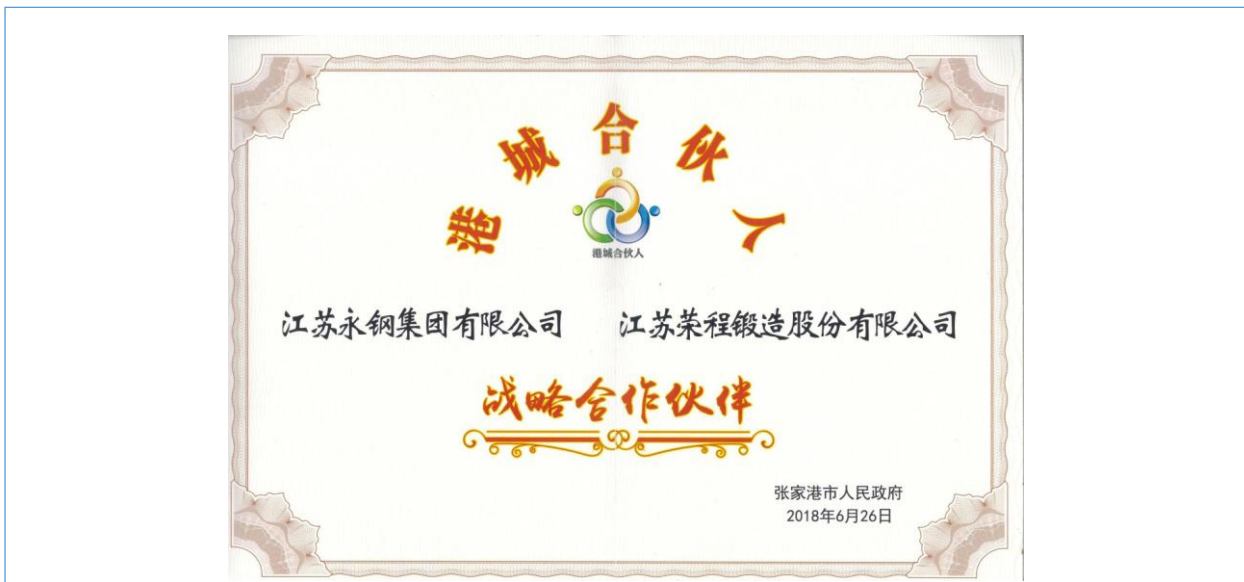 港城合伙人
港城合伙人
江苏永钢集团有限公司 江苏荣程锻造股份有限公司
战略合作伙伴
张家港市人民政府
2018年6月26日